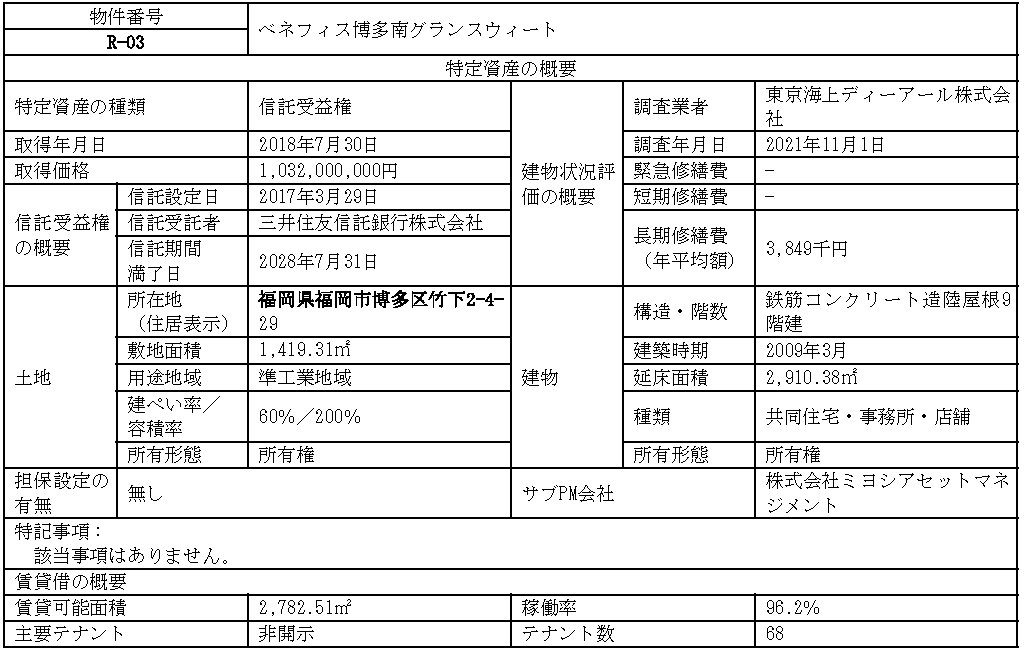 物件番号
R-03
ベネフィス博多南グランスウィート
特定資産の概要
特定資産の種類
信託受益権
取得年月日
2018年7月30日
取得価格
1,032,000,000円
信託受益権
の概要
信託設定日
2017年3月29日
信託受託者
三井住友信託銀行株式会社
信託期間
満了日
2028年7月31日
建物状況評
価の概要
調査業者
東京海上ディーアール株式会
社
調査年月日
2021年11月1日
緊急修繕費
-
短期修繕費
-
長期修繕費
(年平均額)
3,849千円
土地
所在地
(住居表示)
福岡県福岡市博多区竹下2-4-
29
敷地面積
1,419.31㎡
用途地域
準工業地域
建ぺい率／
容積率
60%／200%
所有形態
所有権
建物
構造・階数
鉄筋コンクリート造陸屋根9
階建
建築時期
2009年3月
延床面積
2,910.38㎡
種類
共同住宅・事務所・店舗
所有形態
所有権
担保設定の
有無
無し
サブPM会社
株式会社ミヨシアセットマネ
ジメント
特記事項：
該当事項はありません。
賃貸借の概要
賃貸可能面積
2,782.51㎡
稼働率
96.2%
主要テナント
非開示
テナント数
68